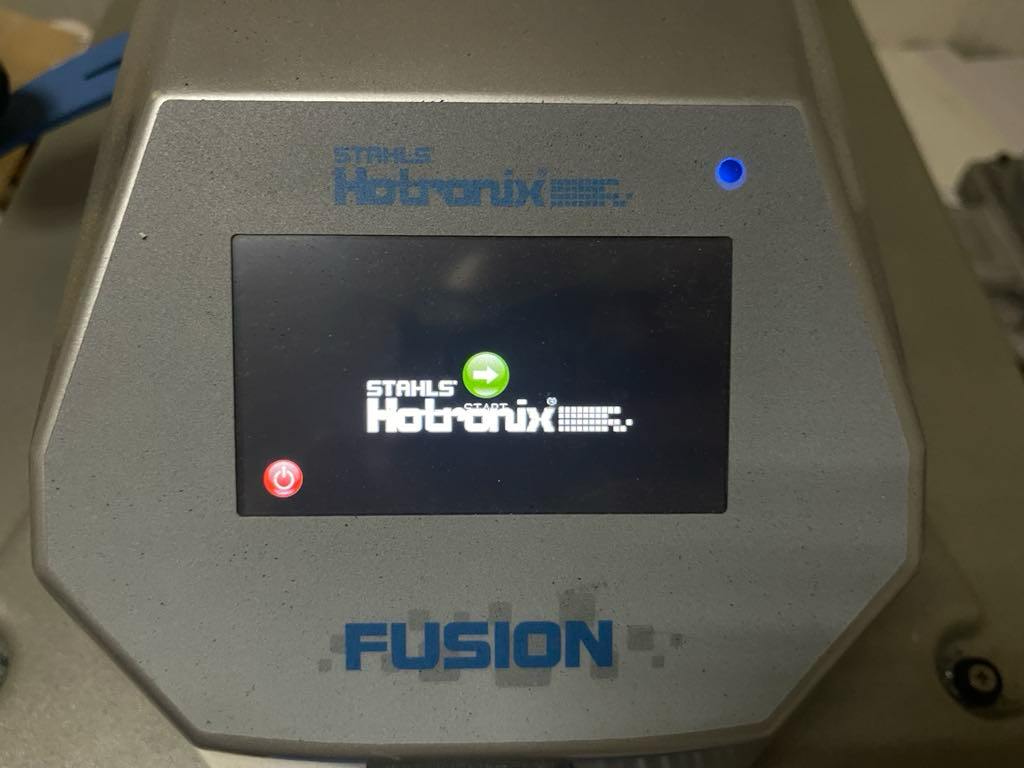 STAHLS
Hotronix
STAHLS'
START
Hotronix®
FUSION